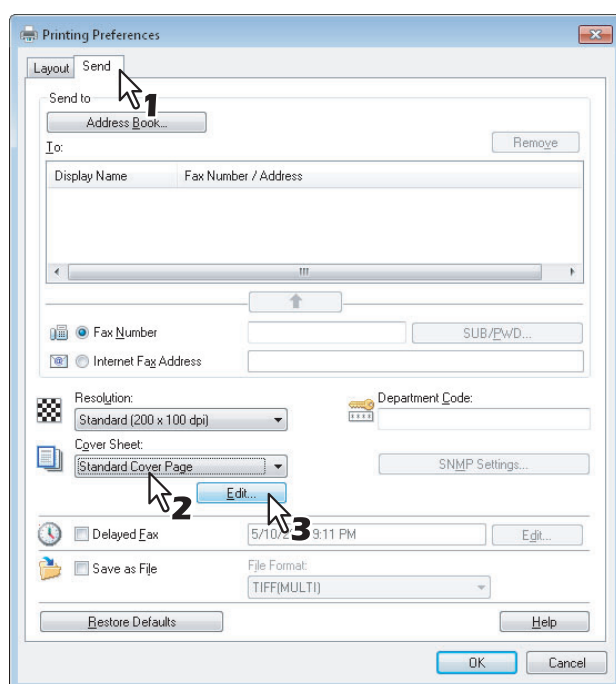 Printing Preferences
Layout Send
1
Send to
Address Book...
To:
Remove
Display Name Fax Number / Address
Fax Number
SUB/PWD...
Internet Fax Address
Resolution:
Department Code:
Standard (200 x 100 dpi)
Cover Sheet:
Standard Cover Page
SNMP Settings...
2
Edit...
3
Delayed Fax
9:11 PM
Edit...
Save as File
File Format:
TIFF(MULTI)
Restore Defaults
Help
OK
Cancel